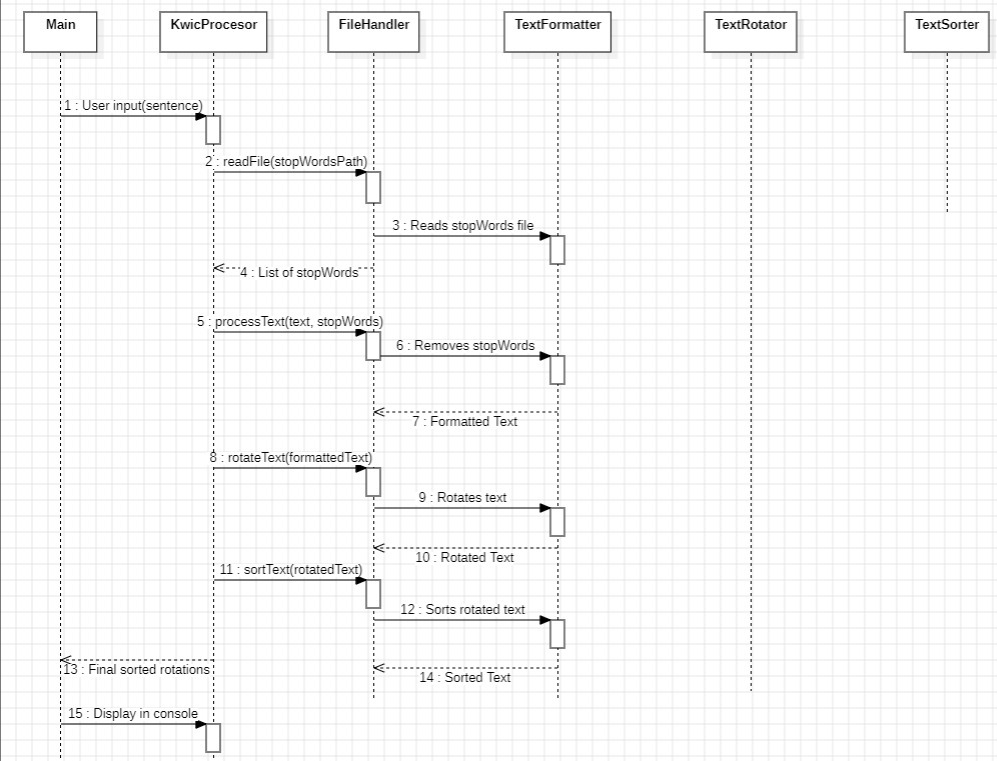 Main
KwicProcesor
FileHandler
TextFormatter
TextRotator
TextSorter
1 : User input(sentence)
2 : readFile(stopWordsPath)
3 : Reads stopWords file
4 : List of stopWords
5 : processText(text, stopWords)
6 : Removes stopWords
7 : Formatted Text
8 : rotateText(formattedText)
9 : Rotates text
10 : Rotated Text
11 : sortText(rotatedText)
12 : Sorts rotated text
13 : Final sorted rotations
14 : Sorted Text
15 : Display in console